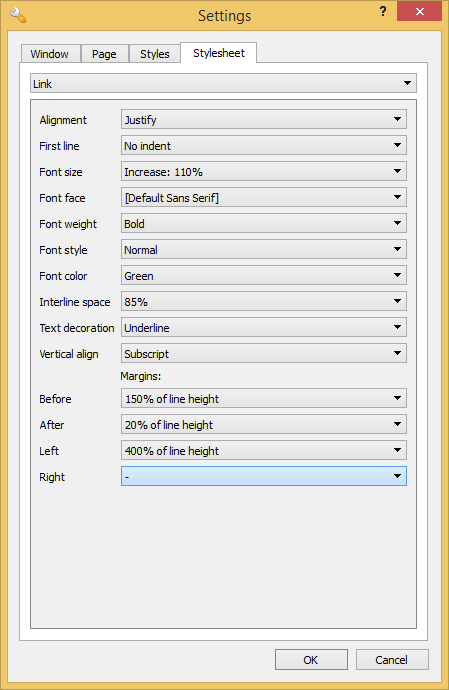 Settings
?
Window Page Styles Stylesheet
Link
Alignment Justify
First line No indent
Font size Increase: 110%
Font face [Default Sans Serif]
Font weight Bold
Font style Normal
Font color Green
Interline space 85%
Text decoration Underline
Vertical align Subscript
Margins:
Before 150% of line height
After 20% of line height
Left 400% of line height
Right -
OK Cancel